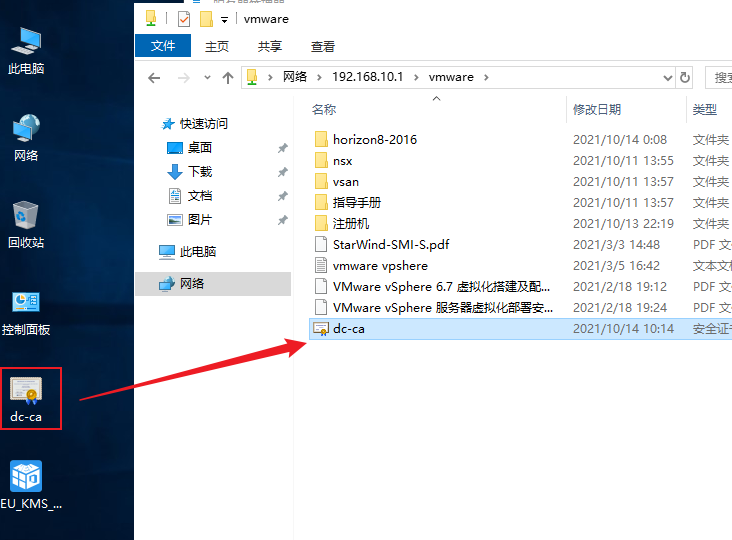 服务器管理器
vmware
文件 主页 共享 查看
网络 192.168.10.1 vmware 搜索
名称 修改日期 类型
此电脑
网络
回收站
控制面板
dc-ca
EU_KMS_...
快速访问
桌面
下载
文档
图片
此电脑
网络
horizon8-2016 2021/10/14 0:08 文件夹
nsx 2021/10/11 13:55 文件夹
vsan 2021/10/11 13:57 文件夹
指导手册 2021/10/11 13:57 文件夹
注册机 2021/10/13 22:19 文件夹
StarWind-SMI-S.pdf 2021/3/3 14:48 PDF 文
vmware vpshere 2021/3/5 16:42 文本文档
VMware vSphere 6.7 虚拟化搭建及配... 2021/2/18 19:12 PDF 文
VMware vSphere 服务器虚拟化部署安... 2021/2/18 19:24 PDF 文
dc-ca 2021/10/14 10:14 安全证书